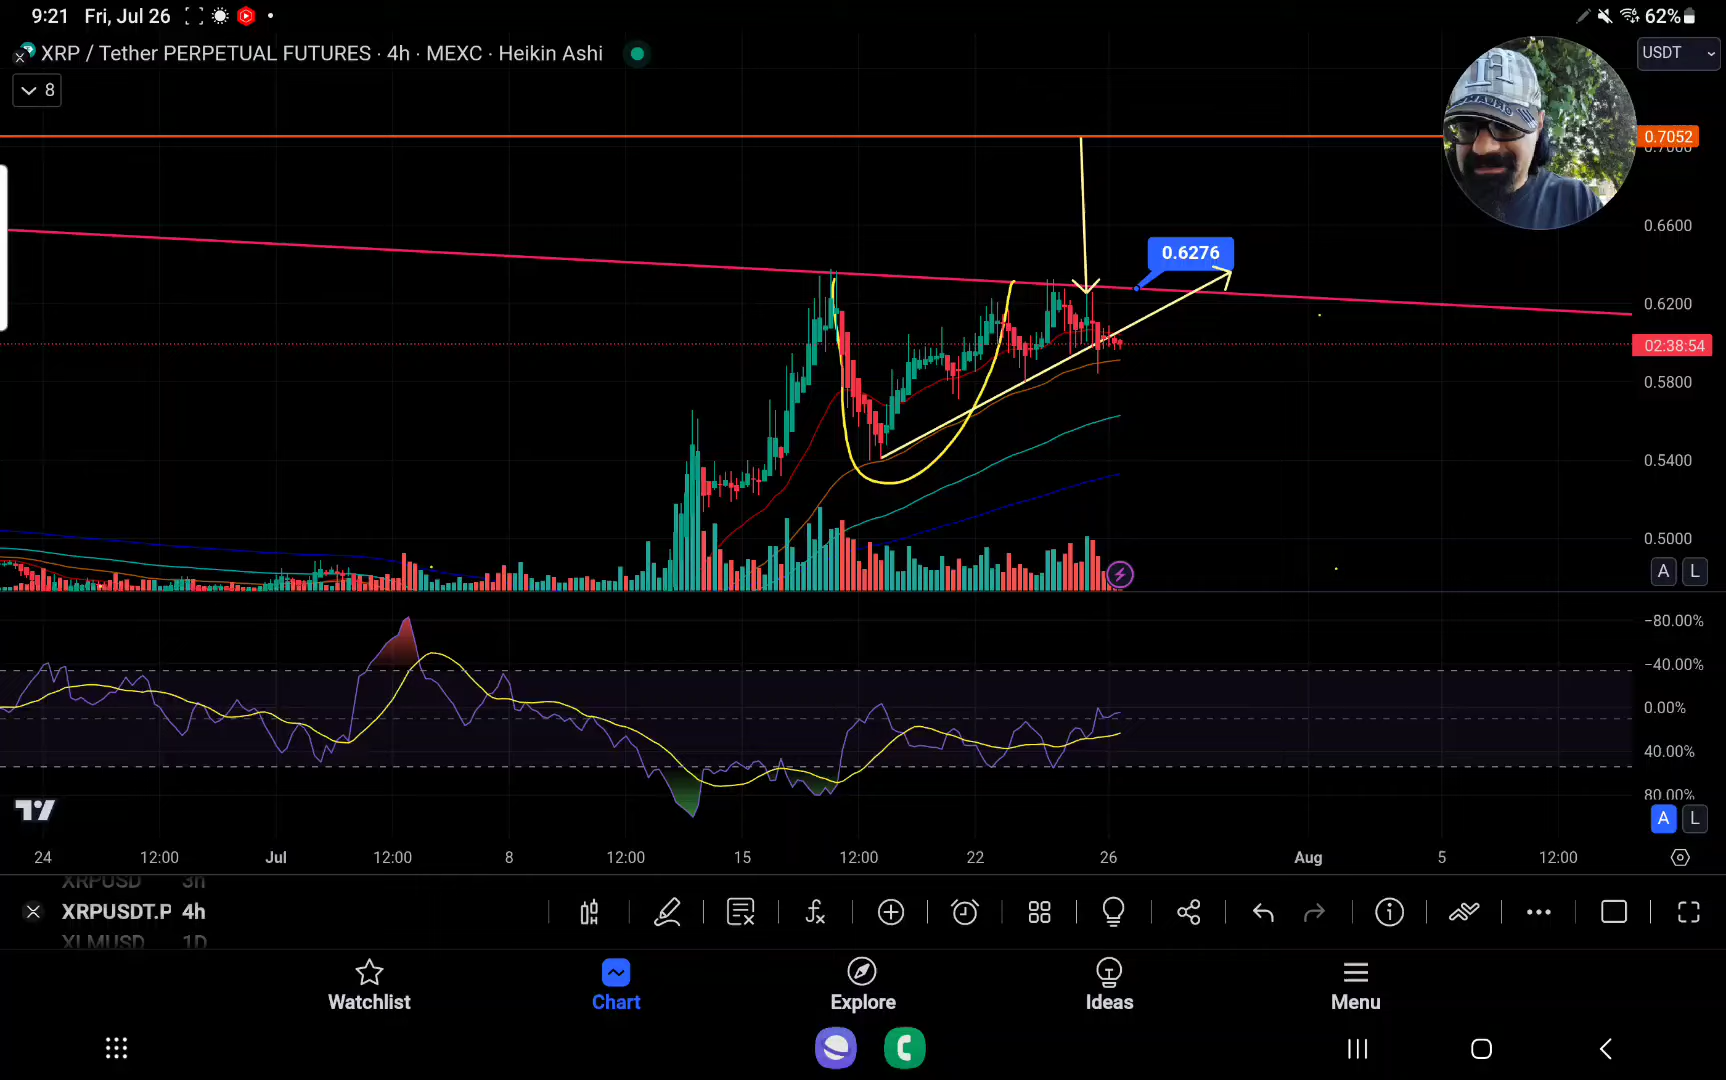 9:21 Fri, Jul 26 62%
XRP / Tether PERPETUAL FUTURES · 4h · MEXC · Heikin Ashi
USDT
8
0.7052
0.7000
0.6600
0.6276
0.6200
02:38:54
0.5800
0.5400
0.5000
A L
−80.00%
−40.00%
0.00%
40.00%
80.00%
A L
24 12:00 Jul 12:00 8 12:00 15 12:00 22 26 Aug 5 12:00
XRPUSD 3h
XRPUSDT.P 4h
XLMUSD 1D
Watchlist Chart Explore Ideas Menu